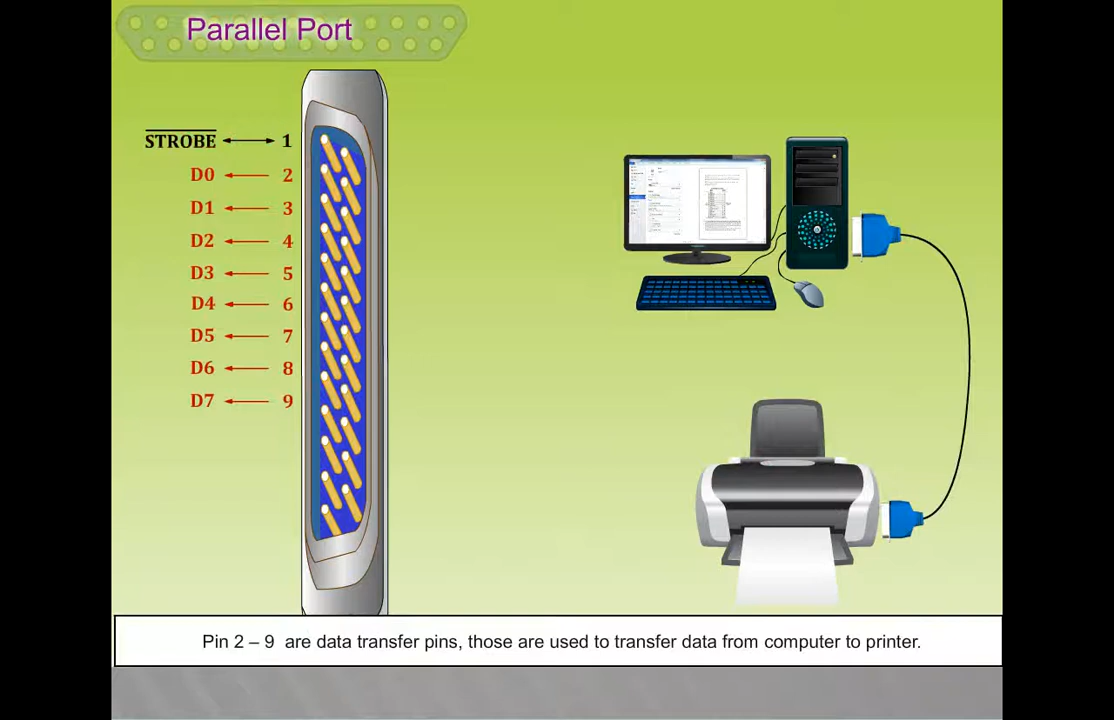 Parallel Port
STROBE 1
D0 2
D1 3
D2 4
D3 5
D4 6
D5 7
D6 8
D7 9
Pin 2 – 9 are data transfer pins, those are used to transfer data from computer to printer.